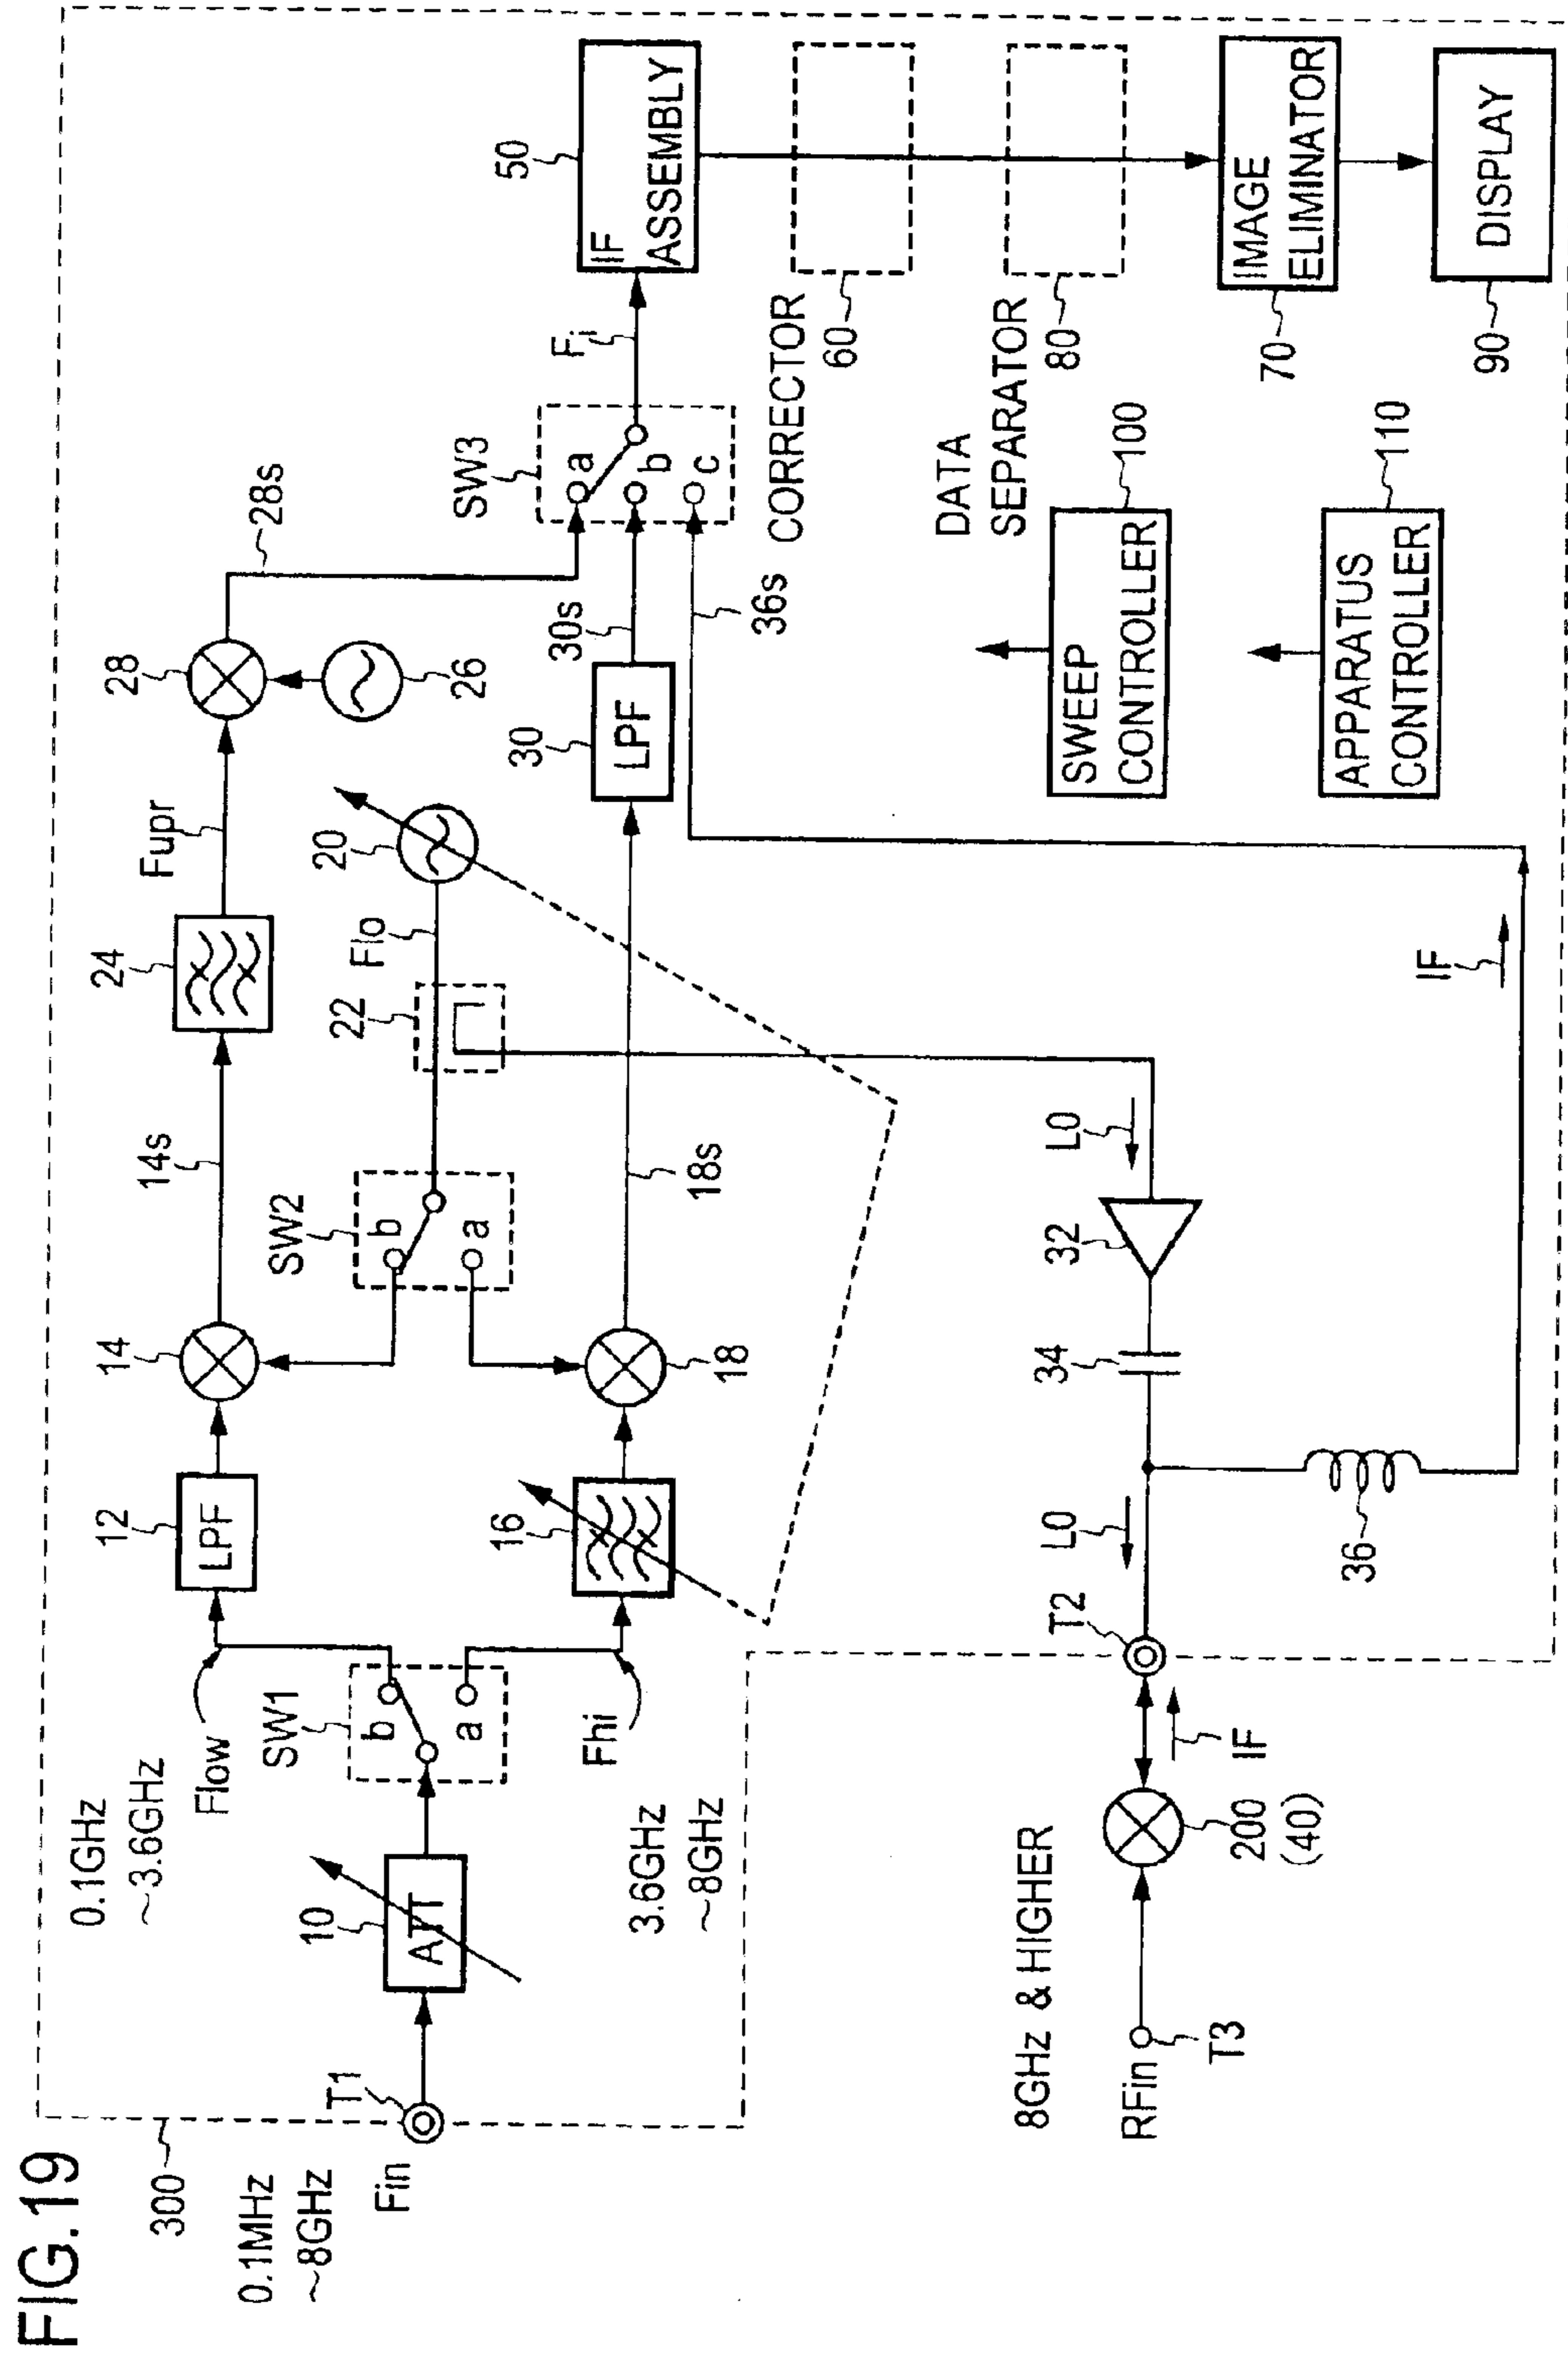 FIG.19
300
0.1MHz
~8GHz
Fin
T1
10
ATT
0.1GHz
~3.6GHz
Flow
SW1
b
a
Fhi
3.6GHz
~8GHz
12
LPF
16
14
18
14s
SW2
b
a
18s
24
Fupr
22
Flo
20
28
26
28s
30
LPF
30s
36s
SW3
a
b
c
Fi
50
IF
ASSEMBLY
CORRECTOR
60
DATA
SEPARATOR
80
IMAGE
ELIMINATOR
70
DISPLAY
90
SWEEP
CONTROLLER
100
APPARATUS
CONTROLLER
110
8GHz & HIGHER
RFin
T3
200
(40)
IF
T2
L0
34
32
L0
36
IF